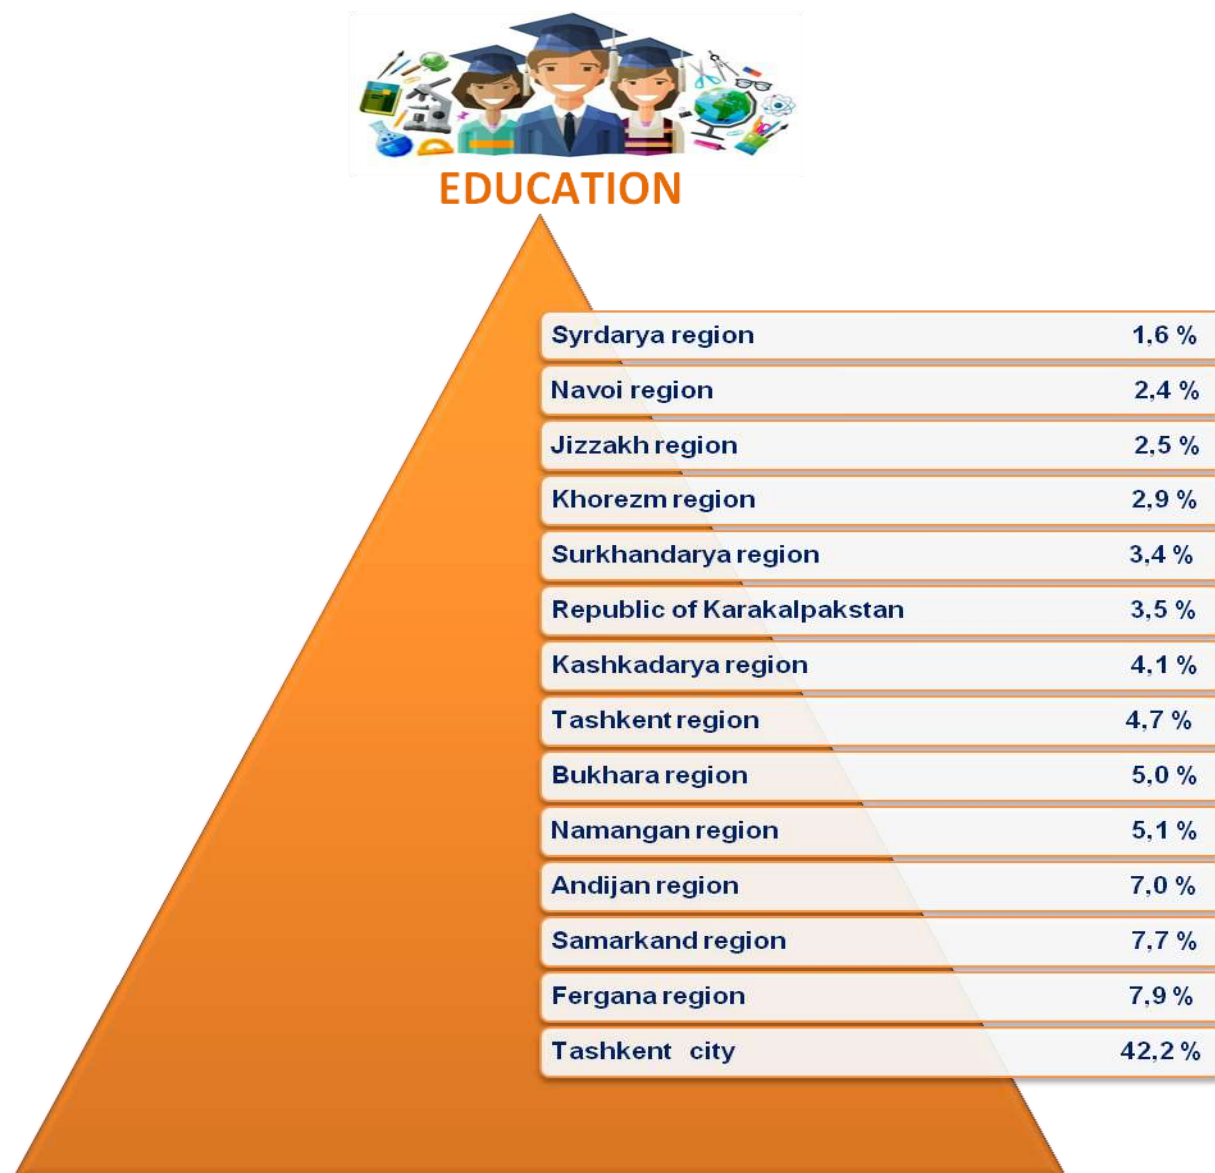 EDUCATION
Syrdarya region 1,6 %
Navoi region 2,4 %
Jizzakh region 2,5 %
Khorezm region 2,9 %
Surkhandarya region 3,4 %
Republic of Karakalpakstan 3,5 %
Kashkadarya region 4,1 %
Tashkent region 4,7 %
Bukhara region 5,0 %
Namangan region 5,1 %
Andijan region 7,0 %
Samarkand region 7,7 %
Fergana region 7,9 %
Tashkent city 42,2 %